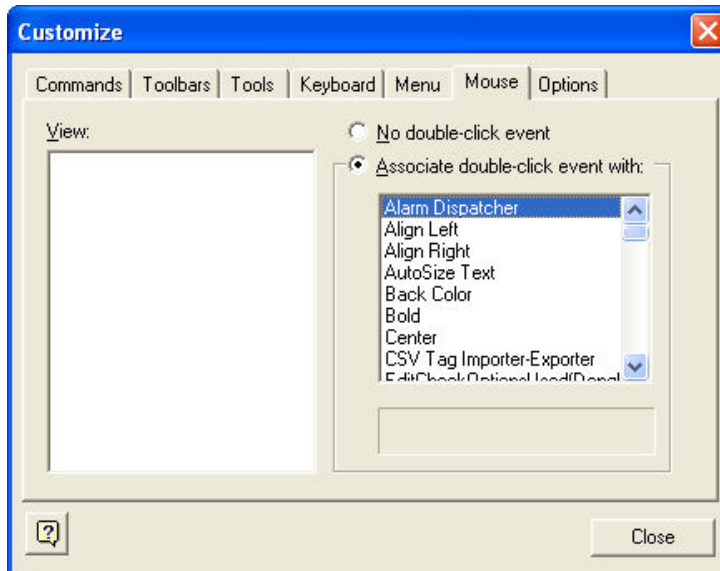 Customize
Commands Toolbars Tools Keyboard Menu Mouse Options
View:
No double-click event
Associate double-click event with:
Alarm Dispatcher
Align Left
Align Right
AutoSize Text
Back Color
Bold
Center
CSV Tag Importer-Exporter
Close